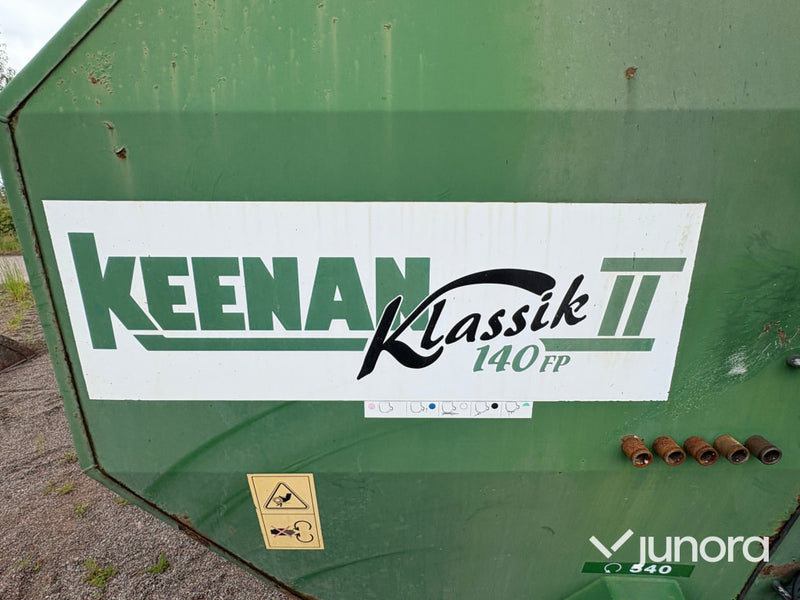 KEENAN
Klassik II
140 FP
junora
540